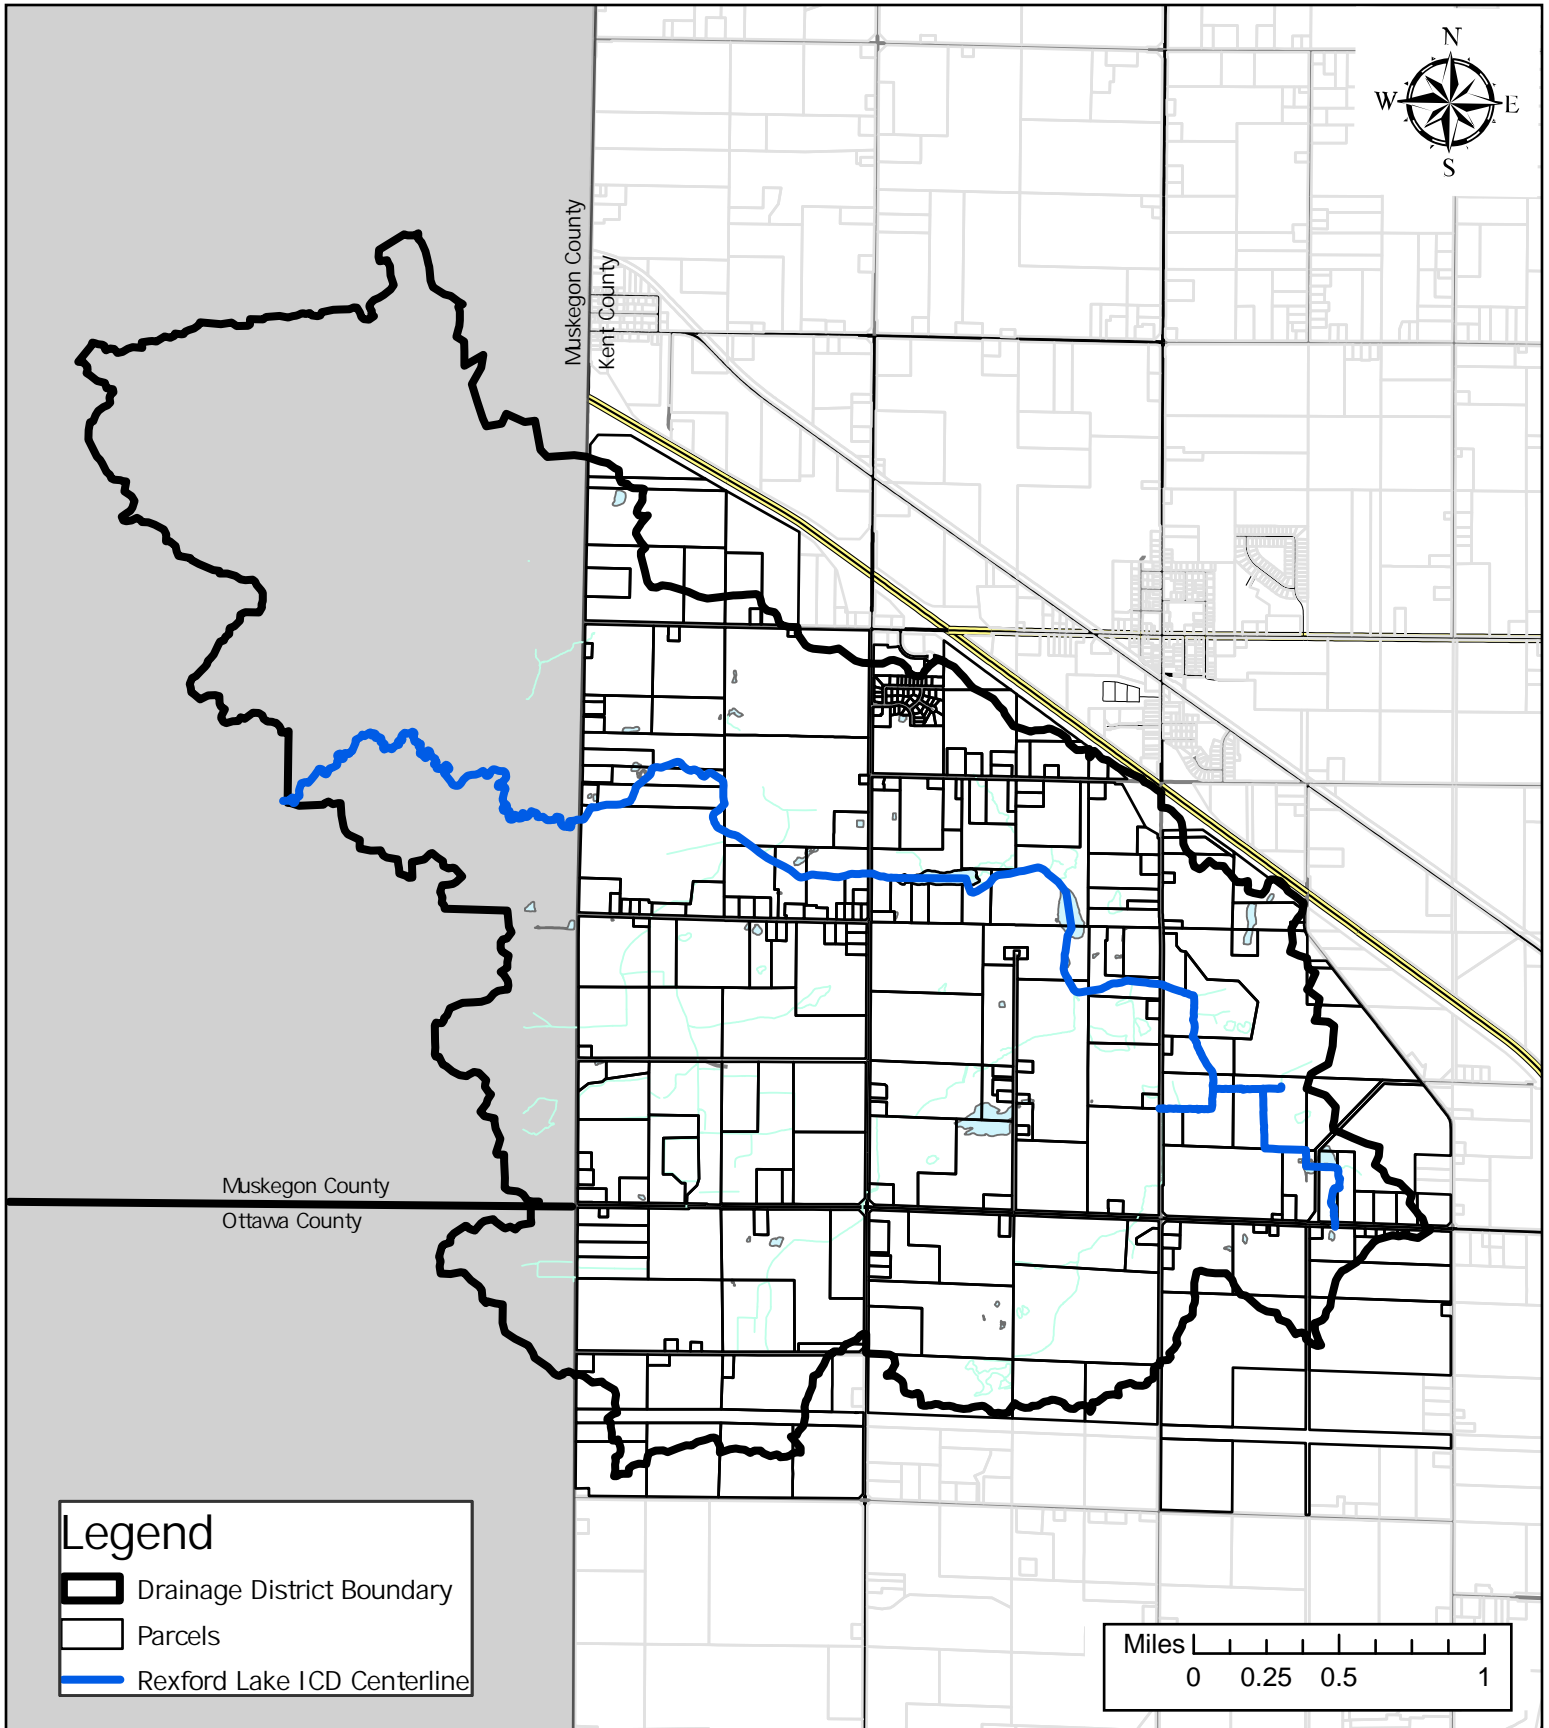 N
W E
S
Muskegon County
Kent County
Muskegon County
Ottawa County
Legend
Drainage District Boundary
Parcels
Rexford Lake ICD Centerline
Miles
0 0.25 0.5 1